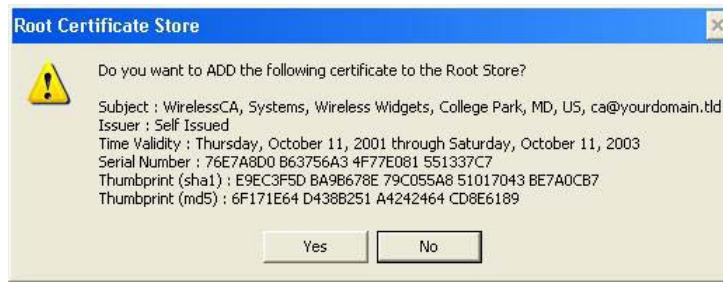 Root Certificate Store
Do you want to ADD the following certificate to the Root Store?
Subject : WirelessCA, Systems, Wireless Widgets, College Park, MD, US, ca@yourdomain.tld
Issuer : Self Issued
Time Validity : Thursday, October 11, 2001 through Saturday, October 11, 2003
Serial Number : 76E7A8D0 B63756A3 4F77E081 551337C7
Thumbprint (sha1) : E9EC3F5D BA9B678E 79C055A8 51017043 BE7A0CB7
Thumbprint (md5) : 6F171E64 D438B251 A4242464 CD8E6189
Yes No